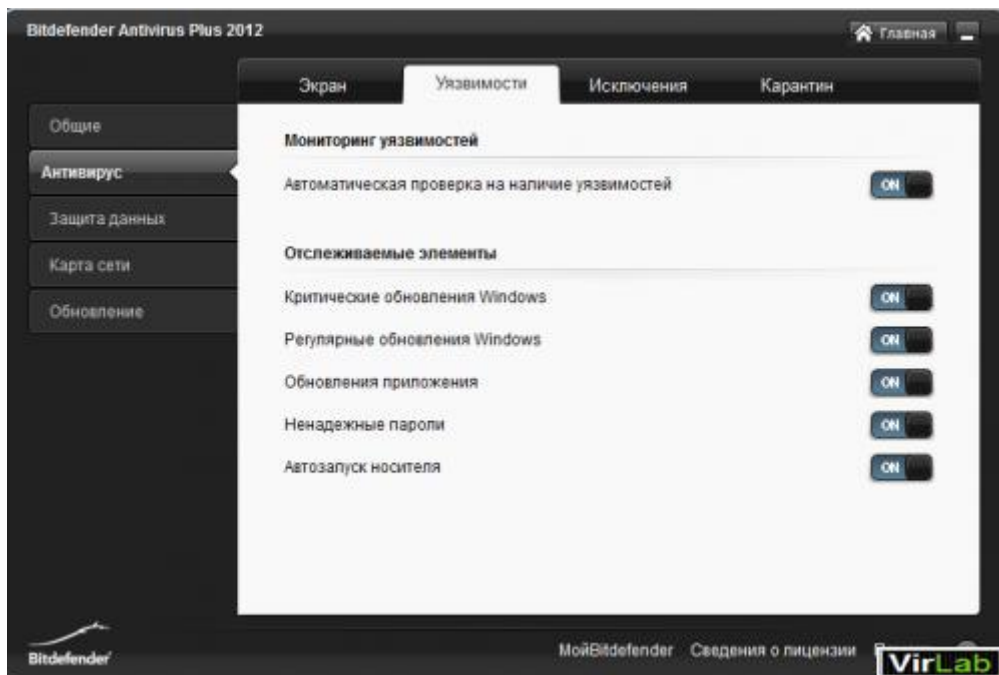 Bitdefender Antivirus Plus 2012
Главная
Экран Уязвимости Исключения Карантин
Общие
Антивирус
Защита данных
Карта сети
Обновление
Мониторинг уязвимостей
Автоматическая проверка на наличие уязвимостей ON
Отслеживаемые элементы
Критические обновления Windows ON
Регулярные обновления Windows ON
Обновления приложения ON
Ненадежные пароли ON
Автозапуск носителя ON
Bitdefender
МойBitdefender Сведения о лицензии
VirLab